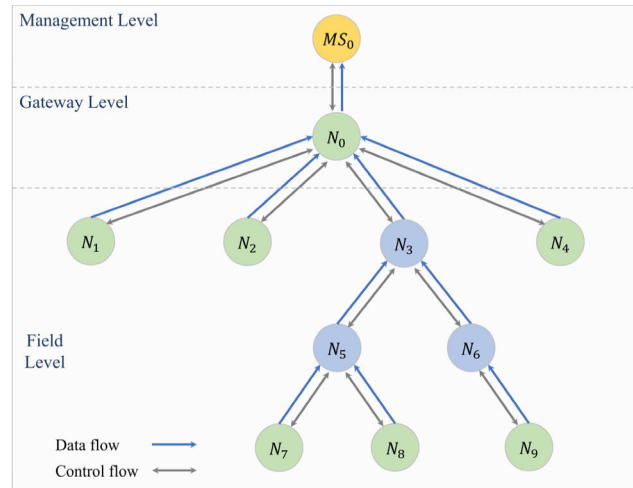 Management Level
MS₀
Gateway Level
N₀
N₁
N₂
N₃
N₄
Field
Level
N₅
N₆
N₇
N₈
N₉
Data flow
Control flow